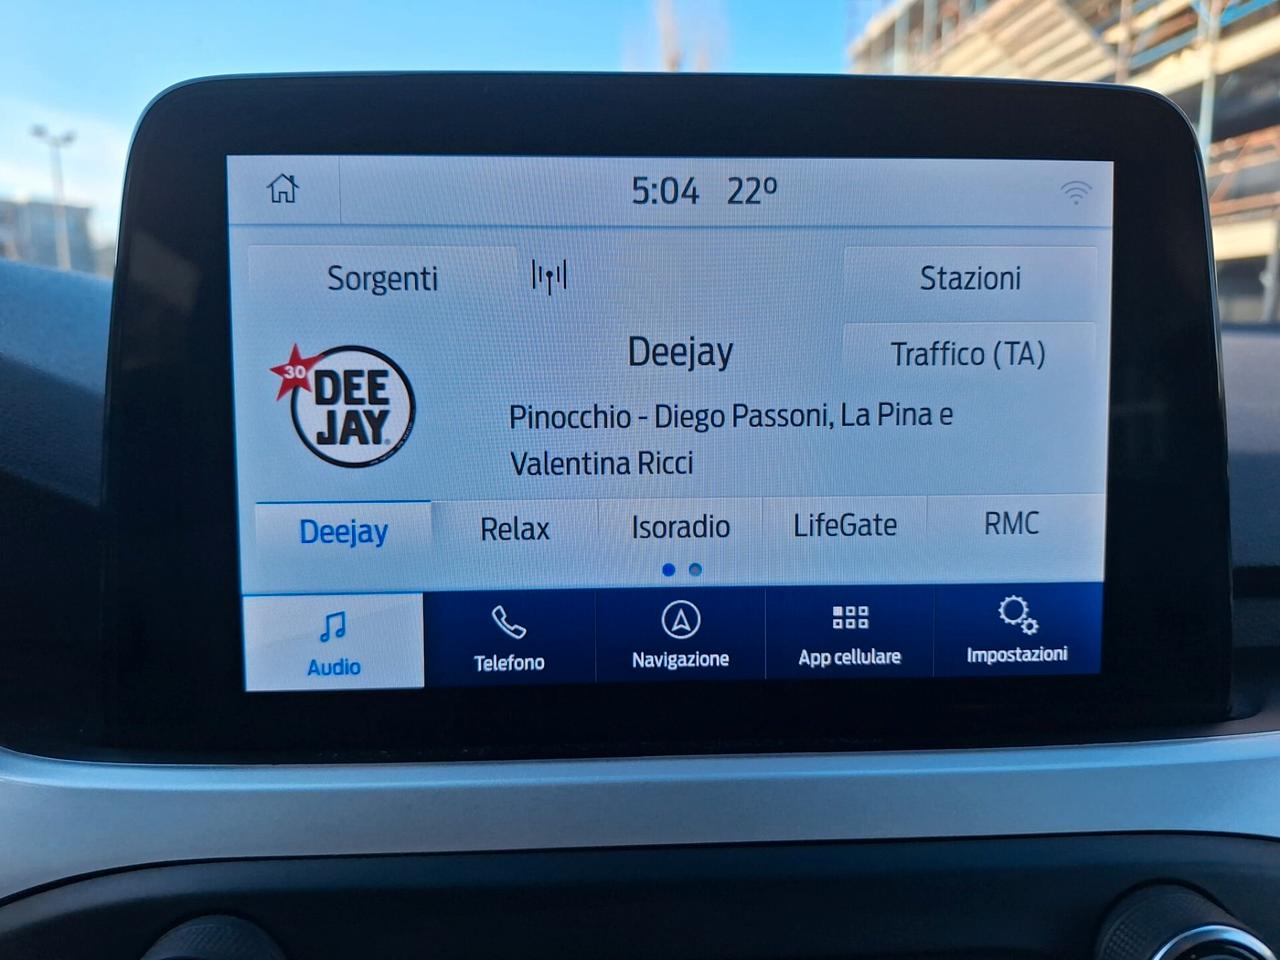 5:04 22º
Sorgenti
Stazioni
Deejay
Traffico (TA)
30
DEE
JAY
Pinocchio - Diego Passoni, La Pina e
Valentina Ricci
Deejay
Relax
Isoradio
LifeGate
RMC
Audio
Telefono
Navigazione
App cellulare
Impostazioni